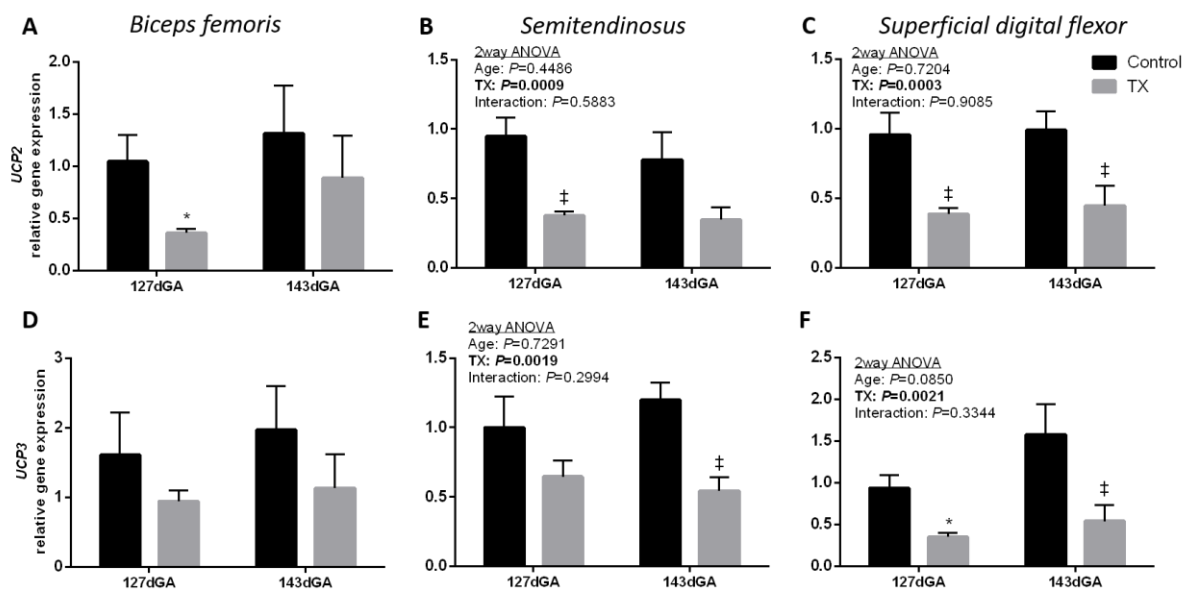 A
Biceps femoris
UCP2
relative gene expression
2.0
1.5
1.0
0.5
0.0
*
127dGA
143dGA
B
Semitendinosus
2way ANOVA
Age: P=0.4486
TX: P=0.0009
Interaction: P=0.5883
1.5
1.0
0.5
0.0
‡
127dGA
143dGA
C
Superficial digital flexor
2way ANOVA
Age: P=0.7204
TX: P=0.0003
Interaction: P=0.9085
Control
TX
1.5
1.0
0.5
0.0
‡
‡
127dGA
143dGA
D
UCP3
relative gene expression
3
2
1
0
127dGA
143dGA
E
2way ANOVA
Age: P=0.7291
TX: P=0.0019
Interaction: P=0.2994
1.5
1.0
0.5
0.0
‡
127dGA
143dGA
F
2way ANOVA
Age: P=0.0850
TX: P=0.0021
Interaction: P=0.3344
2.5
2.0
1.5
1.0
0.5
0.0
*
‡
127dGA
143dGA